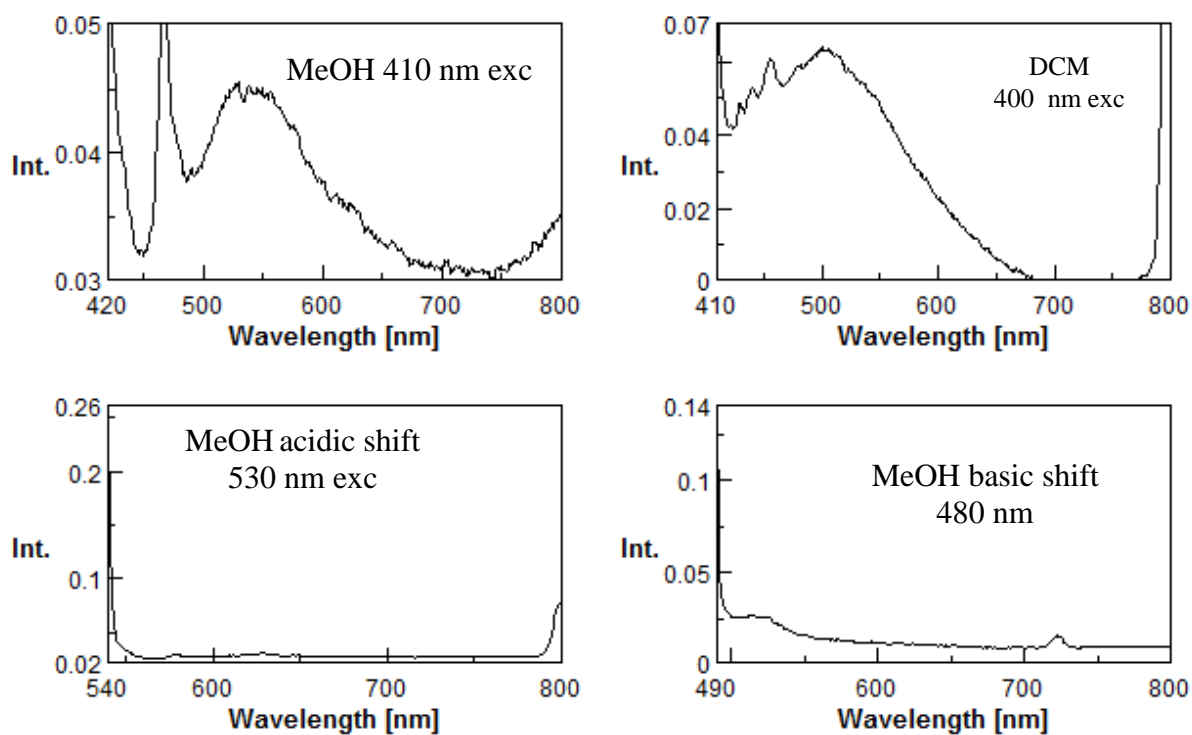 0.05
0.04
0.03
Int.
MeOH 410 nm exc
420 500 600 700 800
Wavelength [nm]
0.07
0.04
0.02
0
Int.
DCM
400 nm exc
410 500 600 700 800
Wavelength [nm]
0.26
0.2
0.1
0.02
Int.
MeOH acidic shift
530 nm exc
540 600 700 800
Wavelength [nm]
0.14
0.1
0.05
0
Int.
MeOH basic shift
480 nm
490 600 700 800
Wavelength [nm]